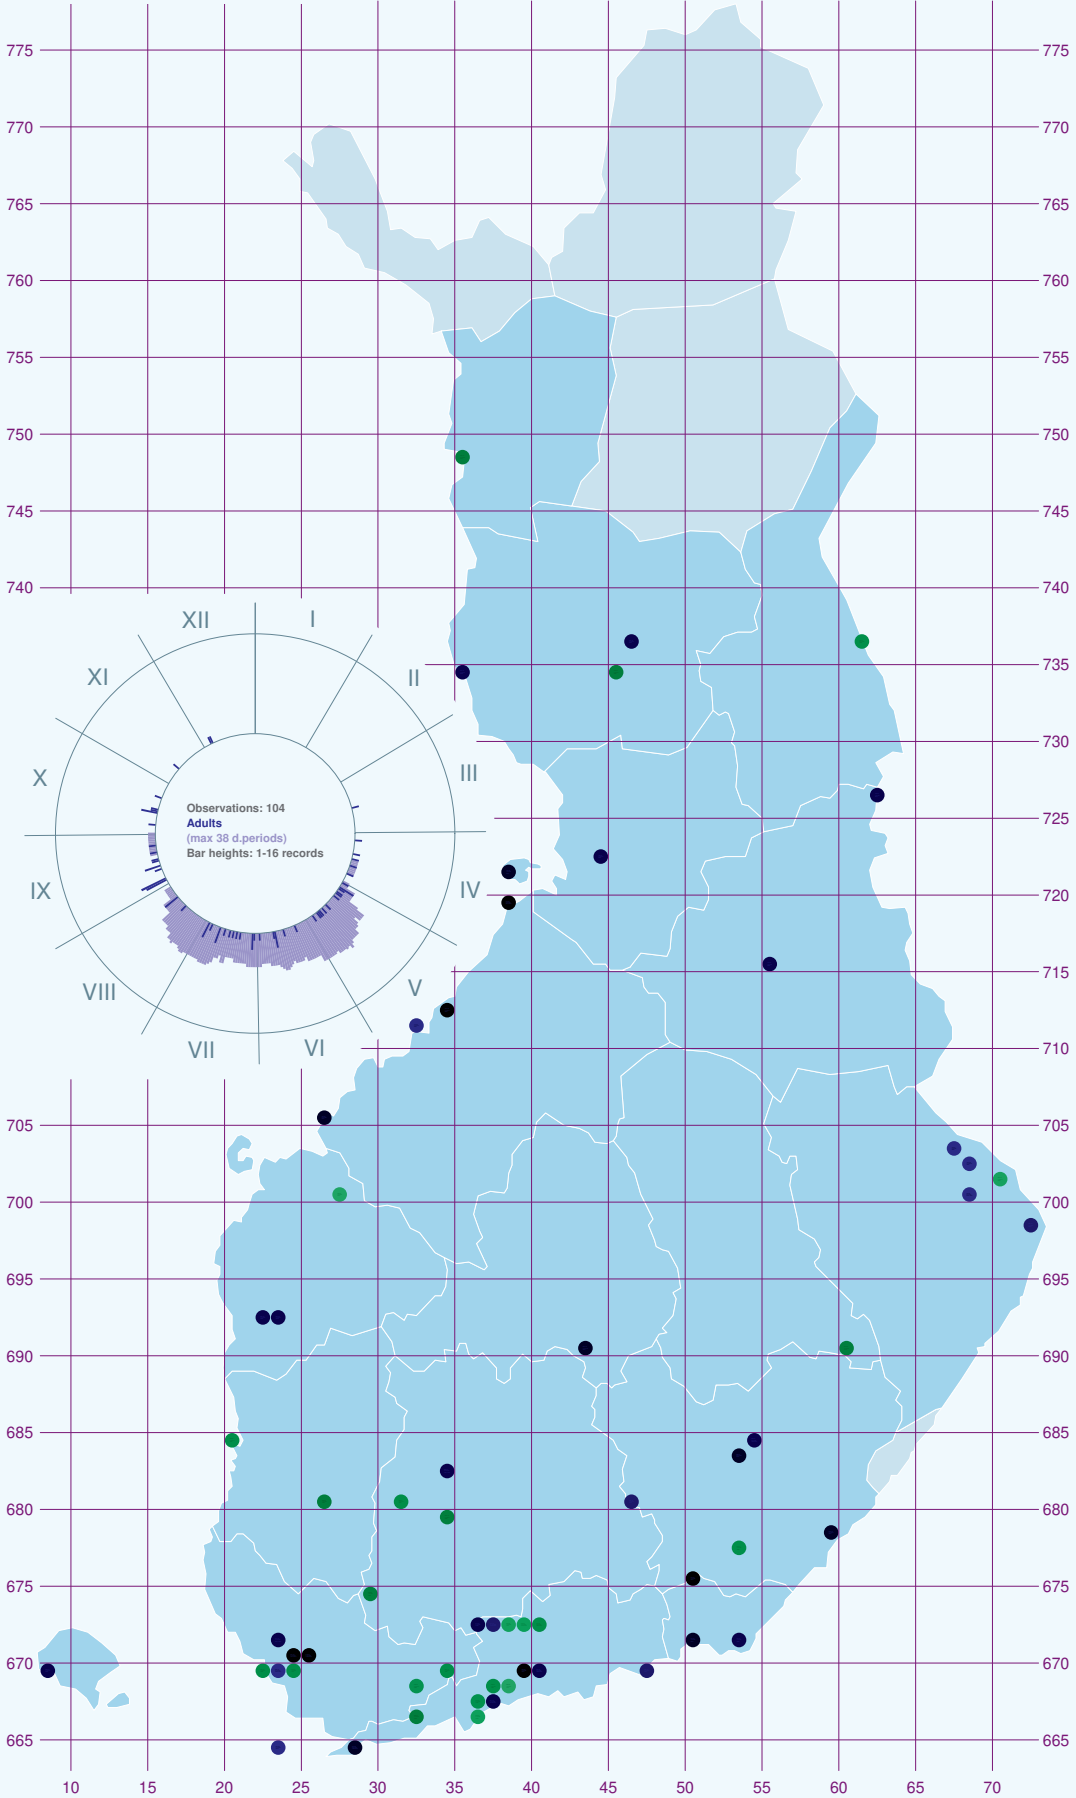 775 775
770 770
765 765
760 760
755 755
750 750
745 745
740 740
XII I
XI II
735 735
730 730
X III
Observations: 104
725 Adults 725
(max 38 d.periods)
Bar heights: 1-16 records
IX IV
720 720
715 715
VIII V
VII VI
710 710
705 705
700 700
695 695
690 690
685 685
680 680
675 675
670 670
665 665
10 15 20 25 30 35 40 45 50 55 60 65 70